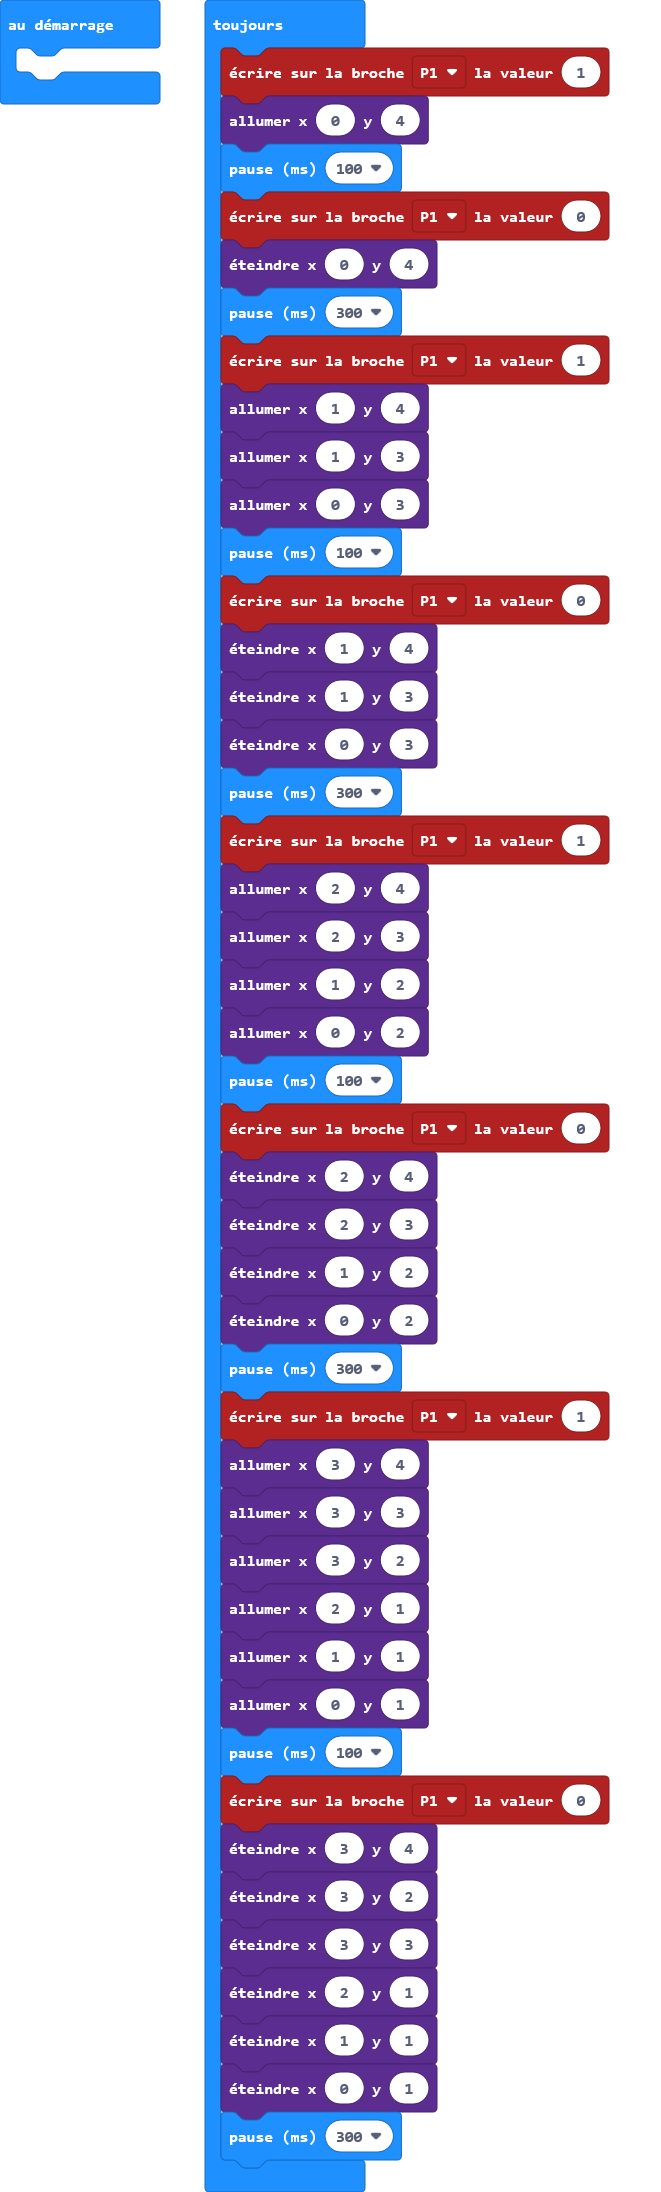 au démarrage
toujours
écrire sur la broche P1 la valeur 1
allumer x 0 y 4
pause (ms) 100
écrire sur la broche P1 la valeur 0
éteindre x 0 y 4
pause (ms) 300
écrire sur la broche P1 la valeur 1
allumer x 1 y 4
allumer x 1 y 3
allumer x 0 y 3
pause (ms) 100
écrire sur la broche P1 la valeur 0
éteindre x 1 y 4
éteindre x 1 y 3
éteindre x 0 y 3
pause (ms) 300
écrire sur la broche P1 la valeur 1
allumer x 2 y 4
allumer x 2 y 3
allumer x 1 y 2
allumer x 0 y 2
pause (ms) 100
écrire sur la broche P1 la valeur 0
éteindre x 2 y 4
éteindre x 2 y 3
éteindre x 1 y 2
éteindre x 0 y 2
pause (ms) 300
écrire sur la broche P1 la valeur 1
allumer x 3 y 4
allumer x 3 y 3
allumer x 3 y 2
allumer x 2 y 1
allumer x 1 y 1
allumer x 0 y 1
pause (ms) 100
écrire sur la broche P1 la valeur 0
éteindre x 3 y 4
éteindre x 3 y 2
éteindre x 3 y 3
éteindre x 2 y 1
éteindre x 1 y 1
éteindre x 0 y 1
pause (ms) 300